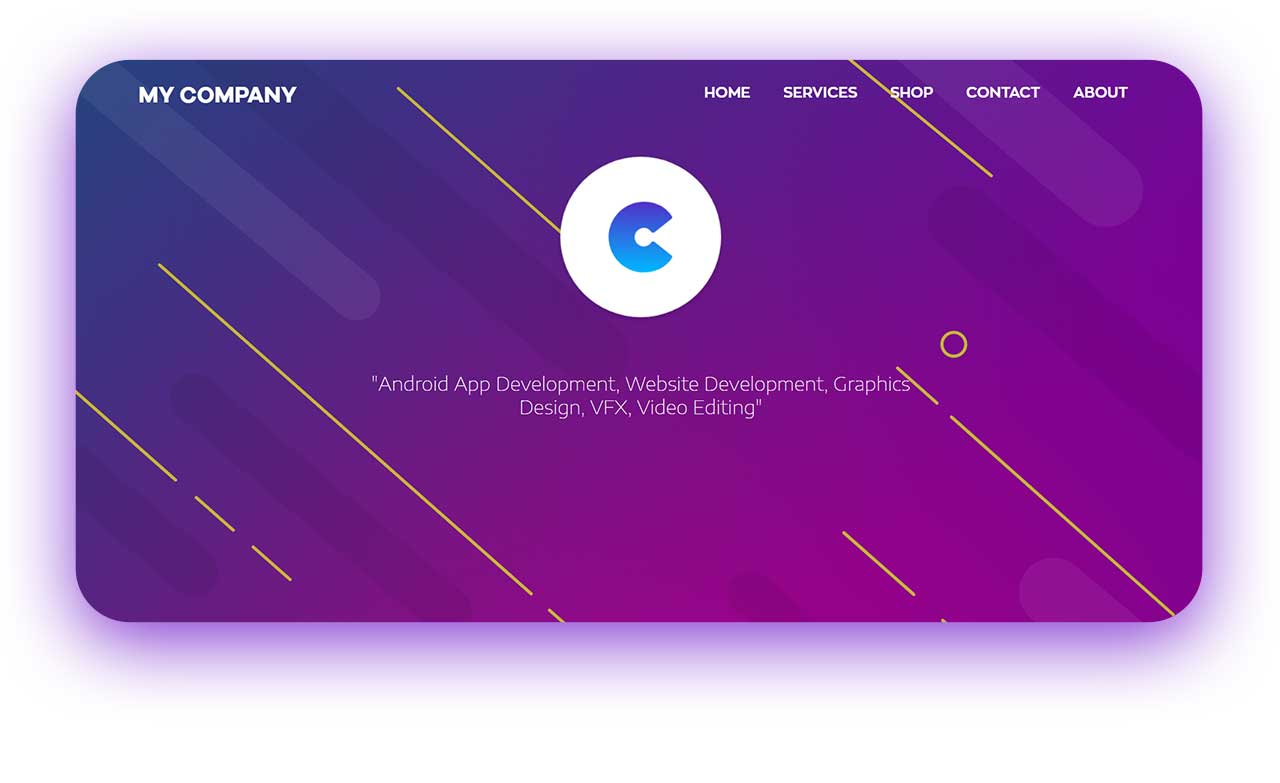 MY COMPANY
HOME SERVICES SHOP CONTACT ABOUT
C
"Android App Development, Website Development, Graphics
Design, VFX, Video Editing"